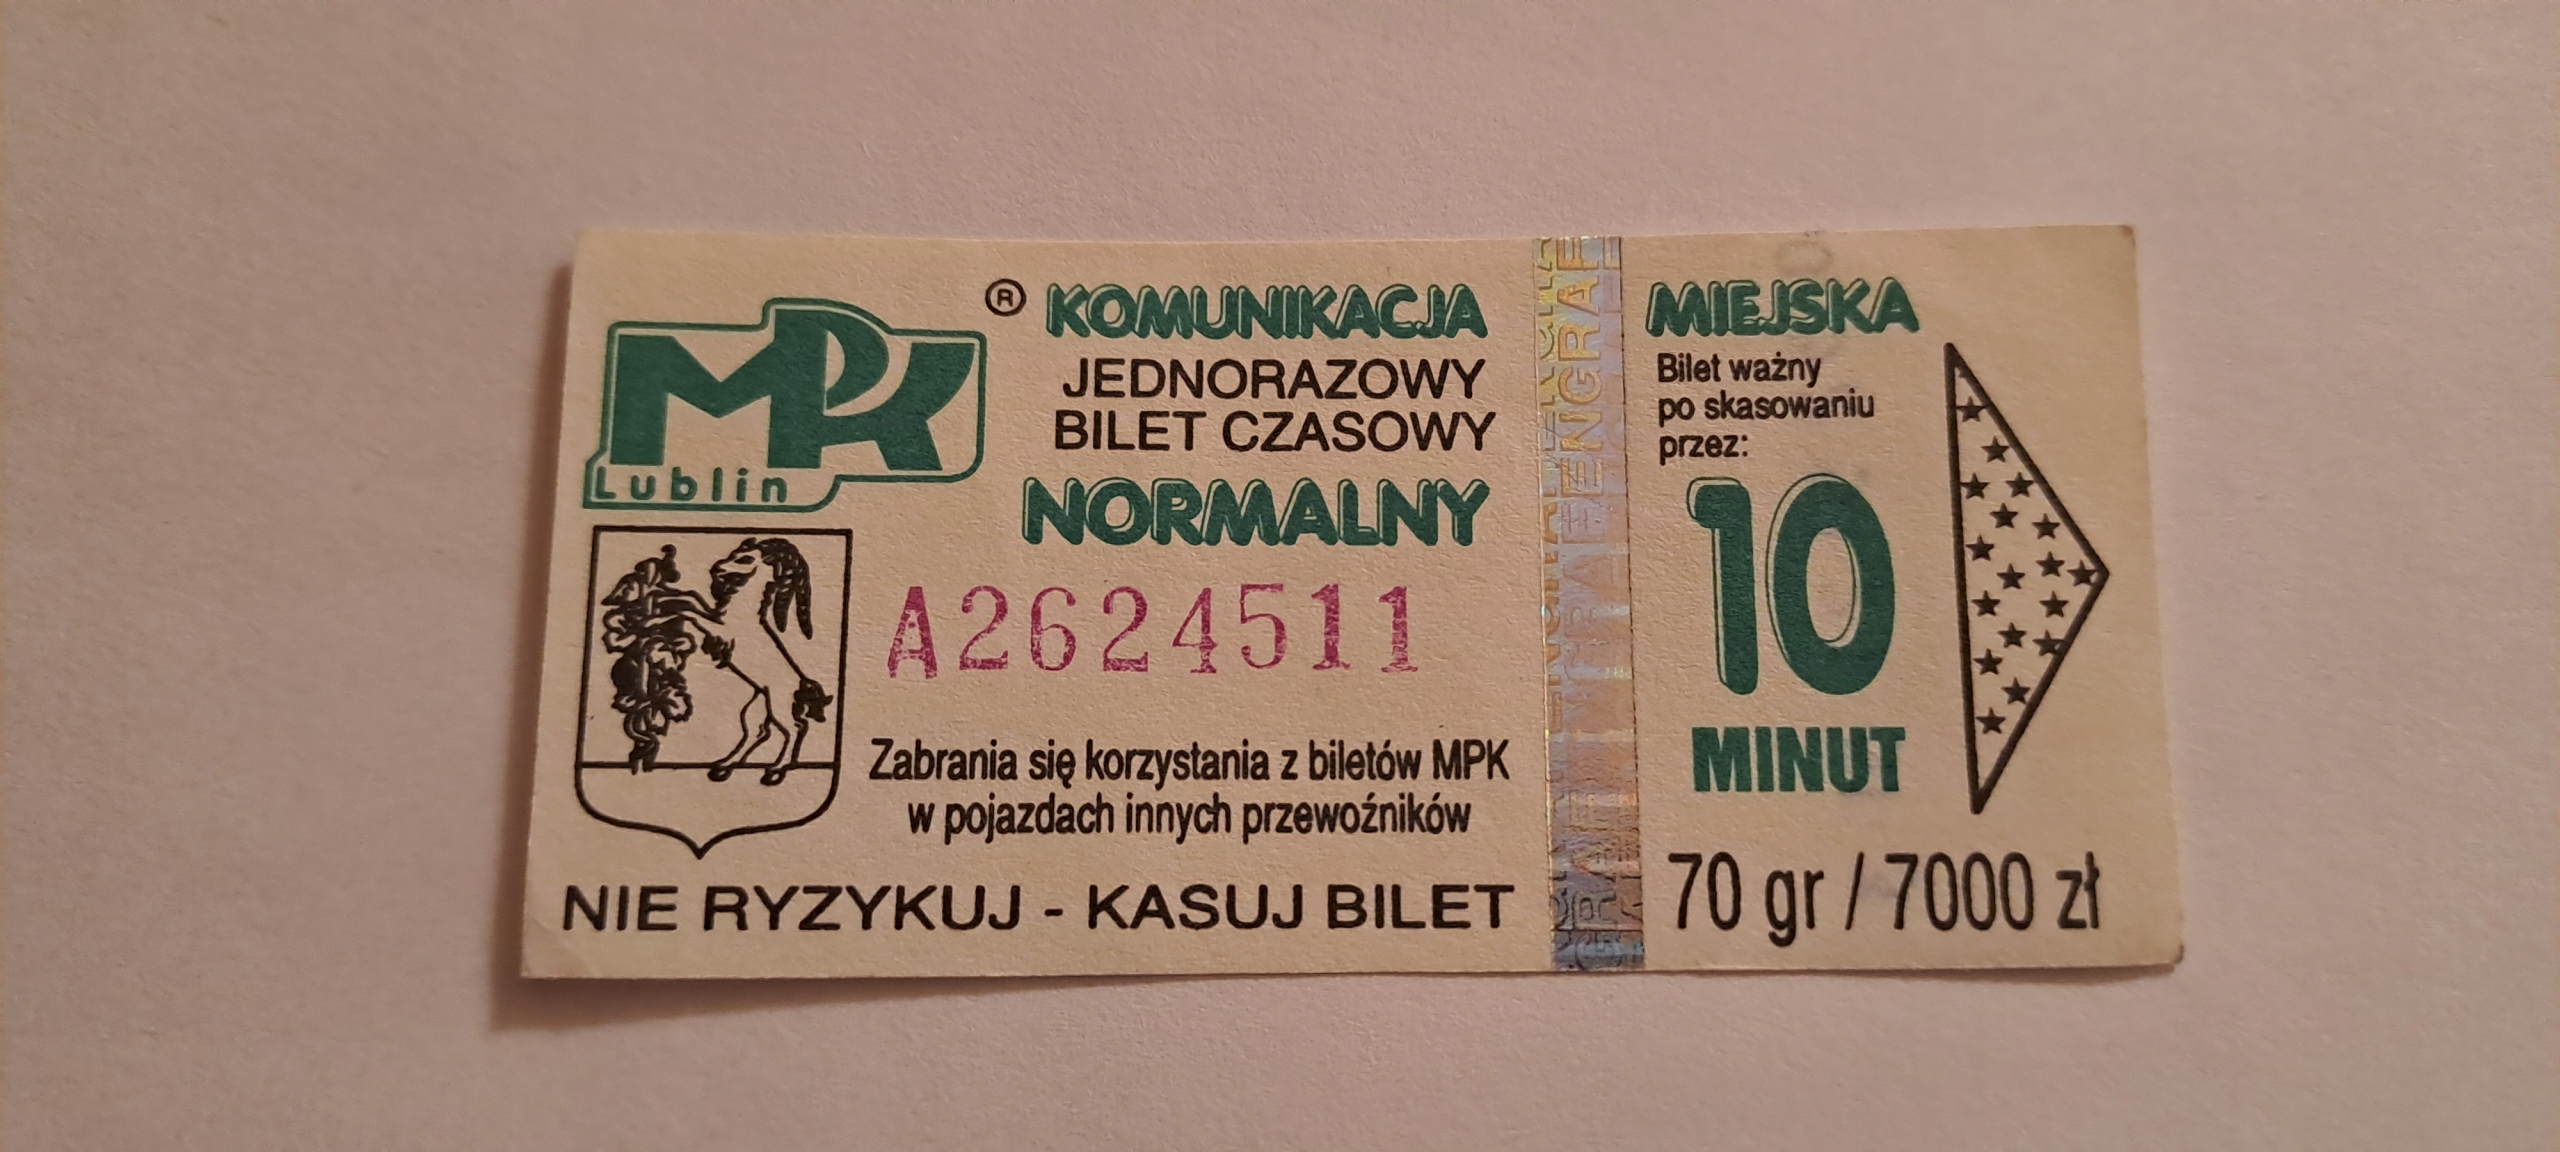 MPK
Lublin
® KOMUNIKACJA MIEJSKA
JEDNORAZOWY
BILET CZASOWY
NORMALNY
A2624511
Zabrania się korzystania z biletów MPK
w pojazdach innych przewoźników
NIE RYZYKUJ - KASUJ BILET
Bilet ważny
po skasowaniu
przez:
10
MINUT
70 gr / 7000 zł